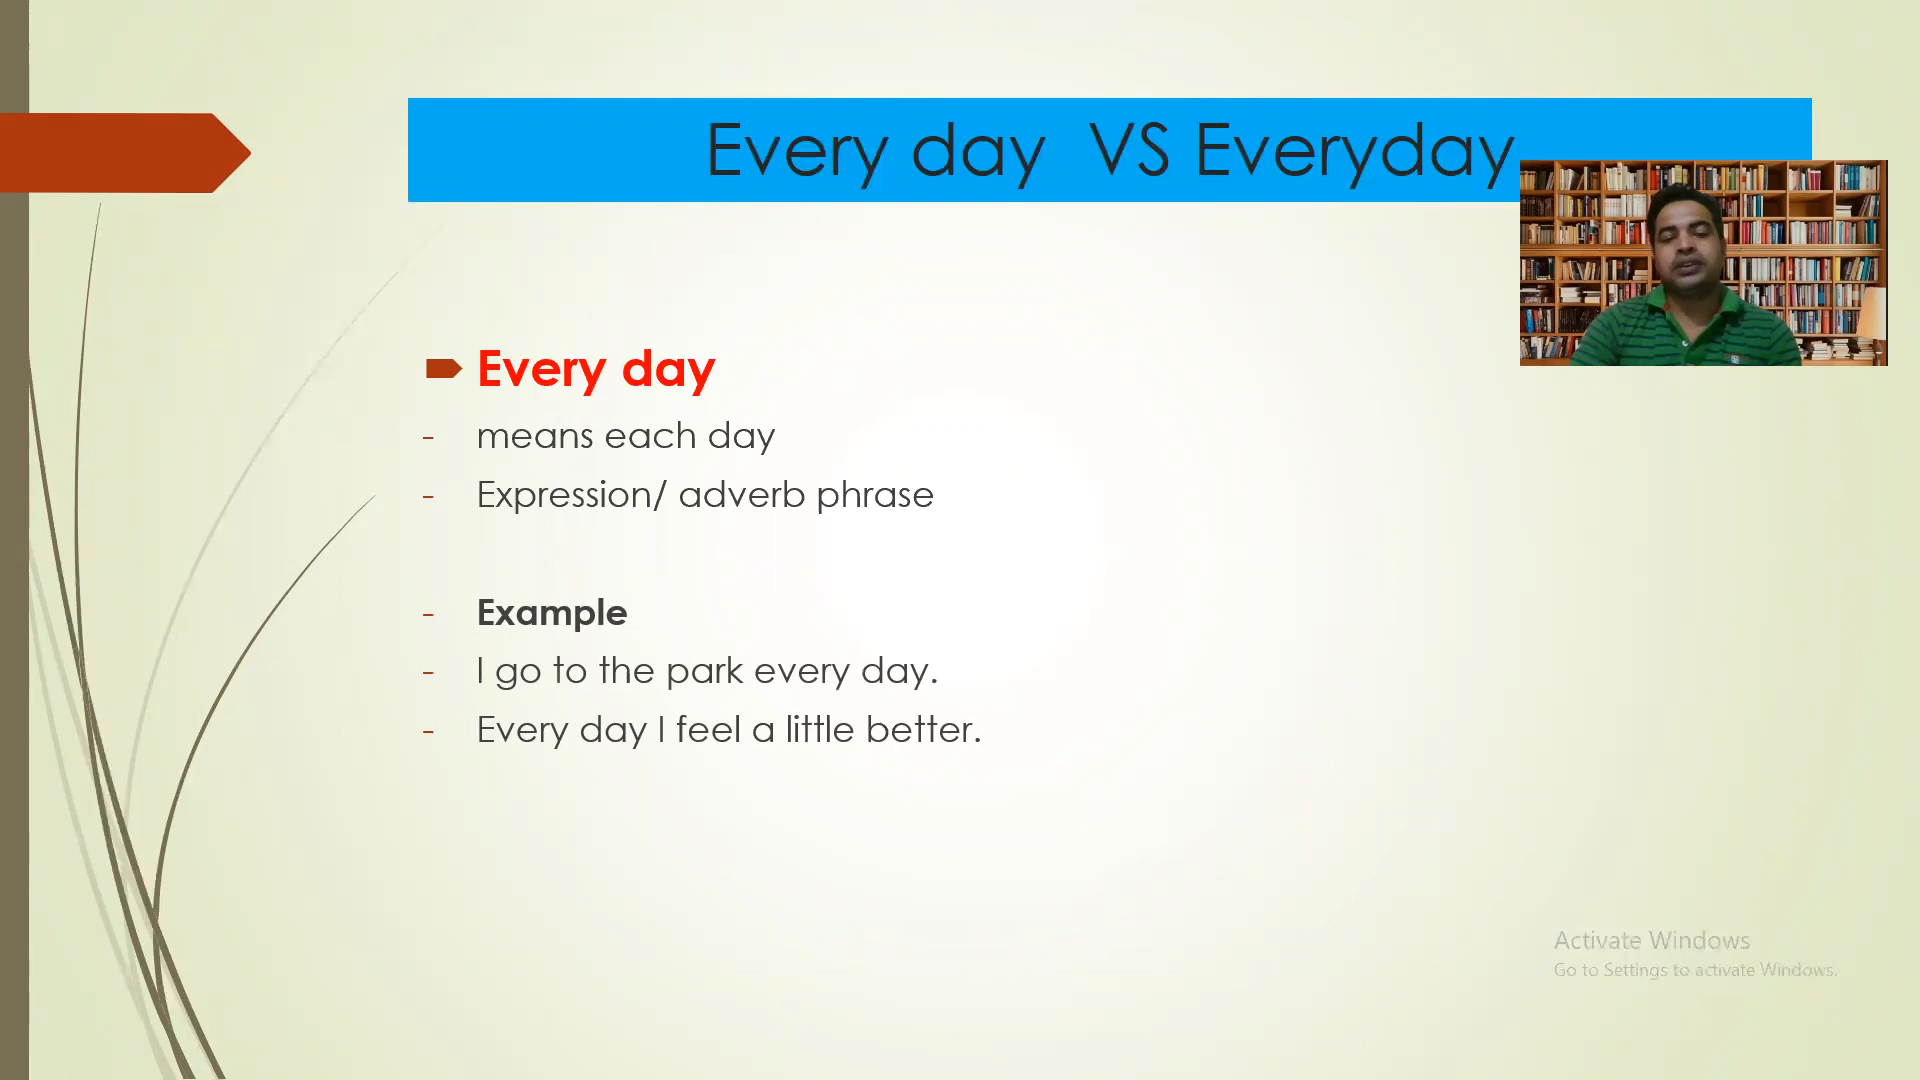 Every day VS Everyday
Every day
- means each day
- Expression/ adverb phrase
- Example
- I go to the park every day.
- Every day I feel a little better.
Activate Windows
Go to Settings to activate Windows.